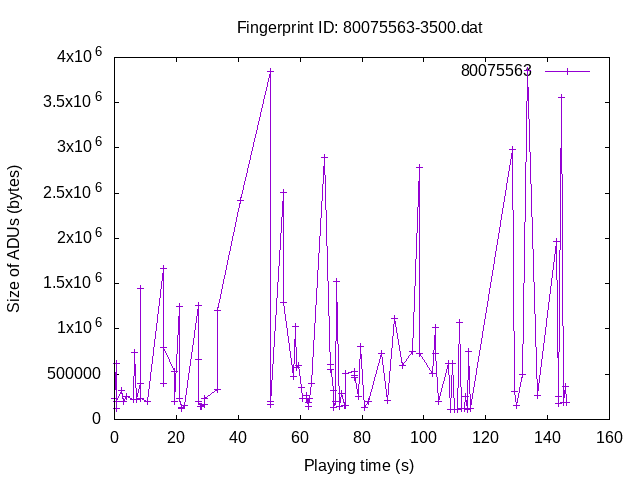 Fingerprint ID: 80075563-3500.dat
4x10^6
3.5x10^6
3x10^6
2.5x10^6
2x10^6
1.5x10^6
1x10^6
500000
0
80075563
Size of ADUs (bytes)
0 20 40 60 80 100 120 140 160
Playing time (s)